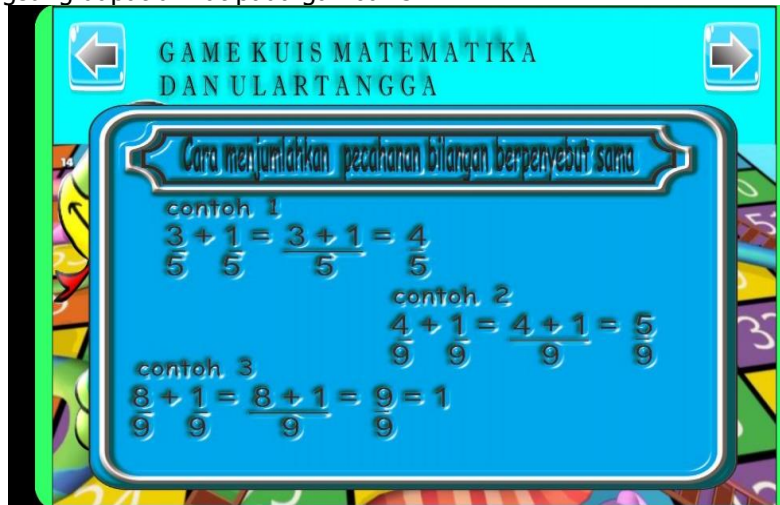 GAME KUIS MATEMATIKA
DAN ULARTANGGA
14
Cara menjumlahkan pecahanan bilangan berpenyebut sama
contoh 1
3/5 + 1/5 = 3 + 1/5 = 4/5
contoh 2
4/9 + 1/9 = 4 + 1/9 = 5/9
contoh 3
8/9 + 1/9 = 8 + 1/9 = 9/9 = 1